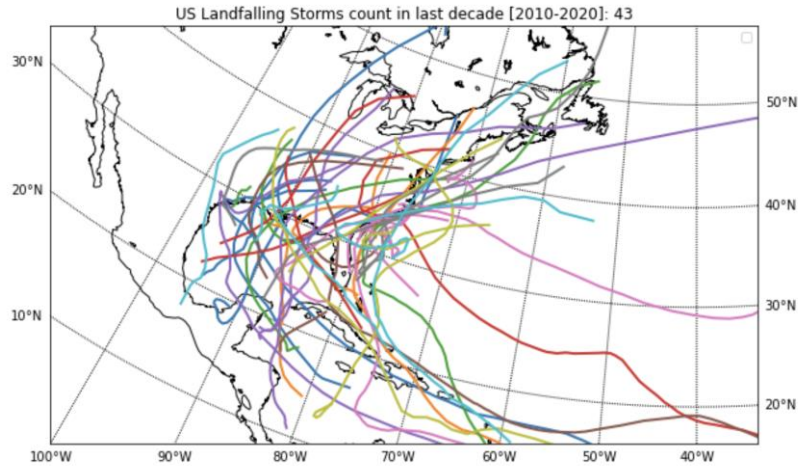 US Landfalling Storms count in last decade [2010-2020]: 43
30°N
20°N
10°N
50°N
40°N
30°N
20°N
100°W 90°W 80°W 70°W 60°W 50°W 40°W